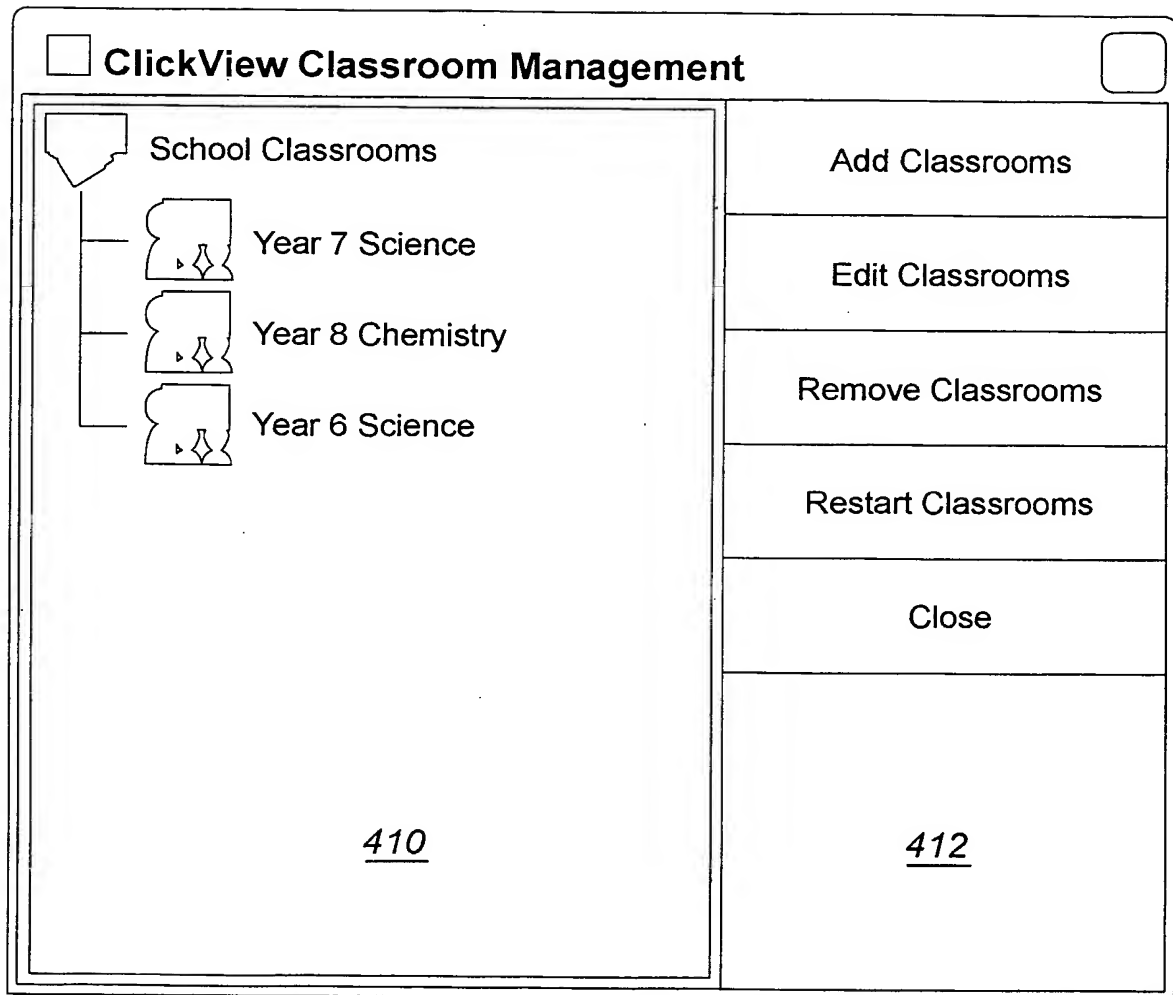 ClickView Classroom Management
School Classrooms
Year 7 Science
Year 8 Chemistry
Year 6 Science
410
Add Classrooms
Edit Classrooms
Remove Classrooms
Restart Classrooms
Close
412